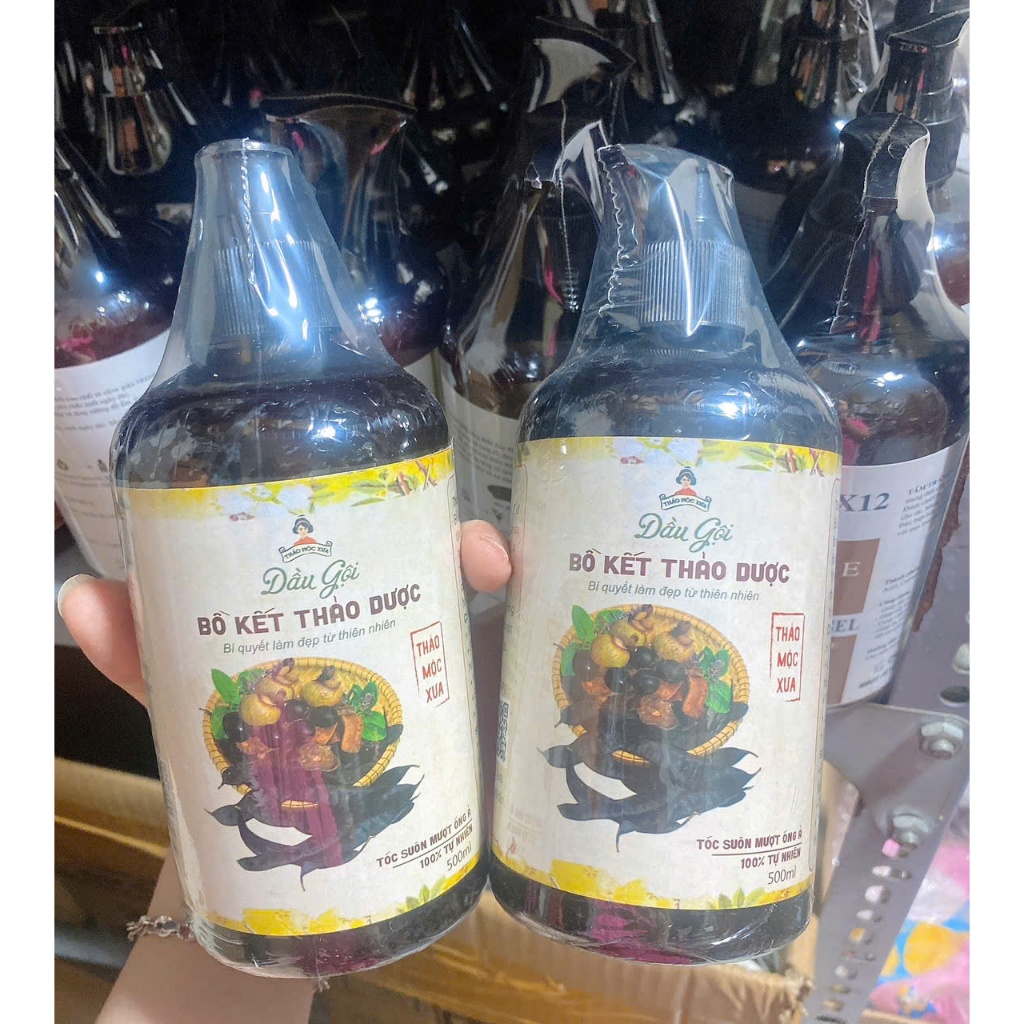 THẢO MỘC XƯA
Dầu Gội
BỒ KẾT THẢO DƯỢC
Bí quyết làm đẹp từ thiên nhiên
THẢO
MỘC
XƯA
TÓC SUÔN MƯỢT ÓNG Ả
100% TỰ NHIÊN
500ml
THẢO MỘC XƯA
Dầu Gội
BỒ KẾT THẢO DƯỢC
Bí quyết làm đẹp từ thiên nhiên
THẢO
MỘC
XƯA
TÓC SUÔN MƯỢT ÓNG Ả
100% TỰ NHIÊN
500ml
X12